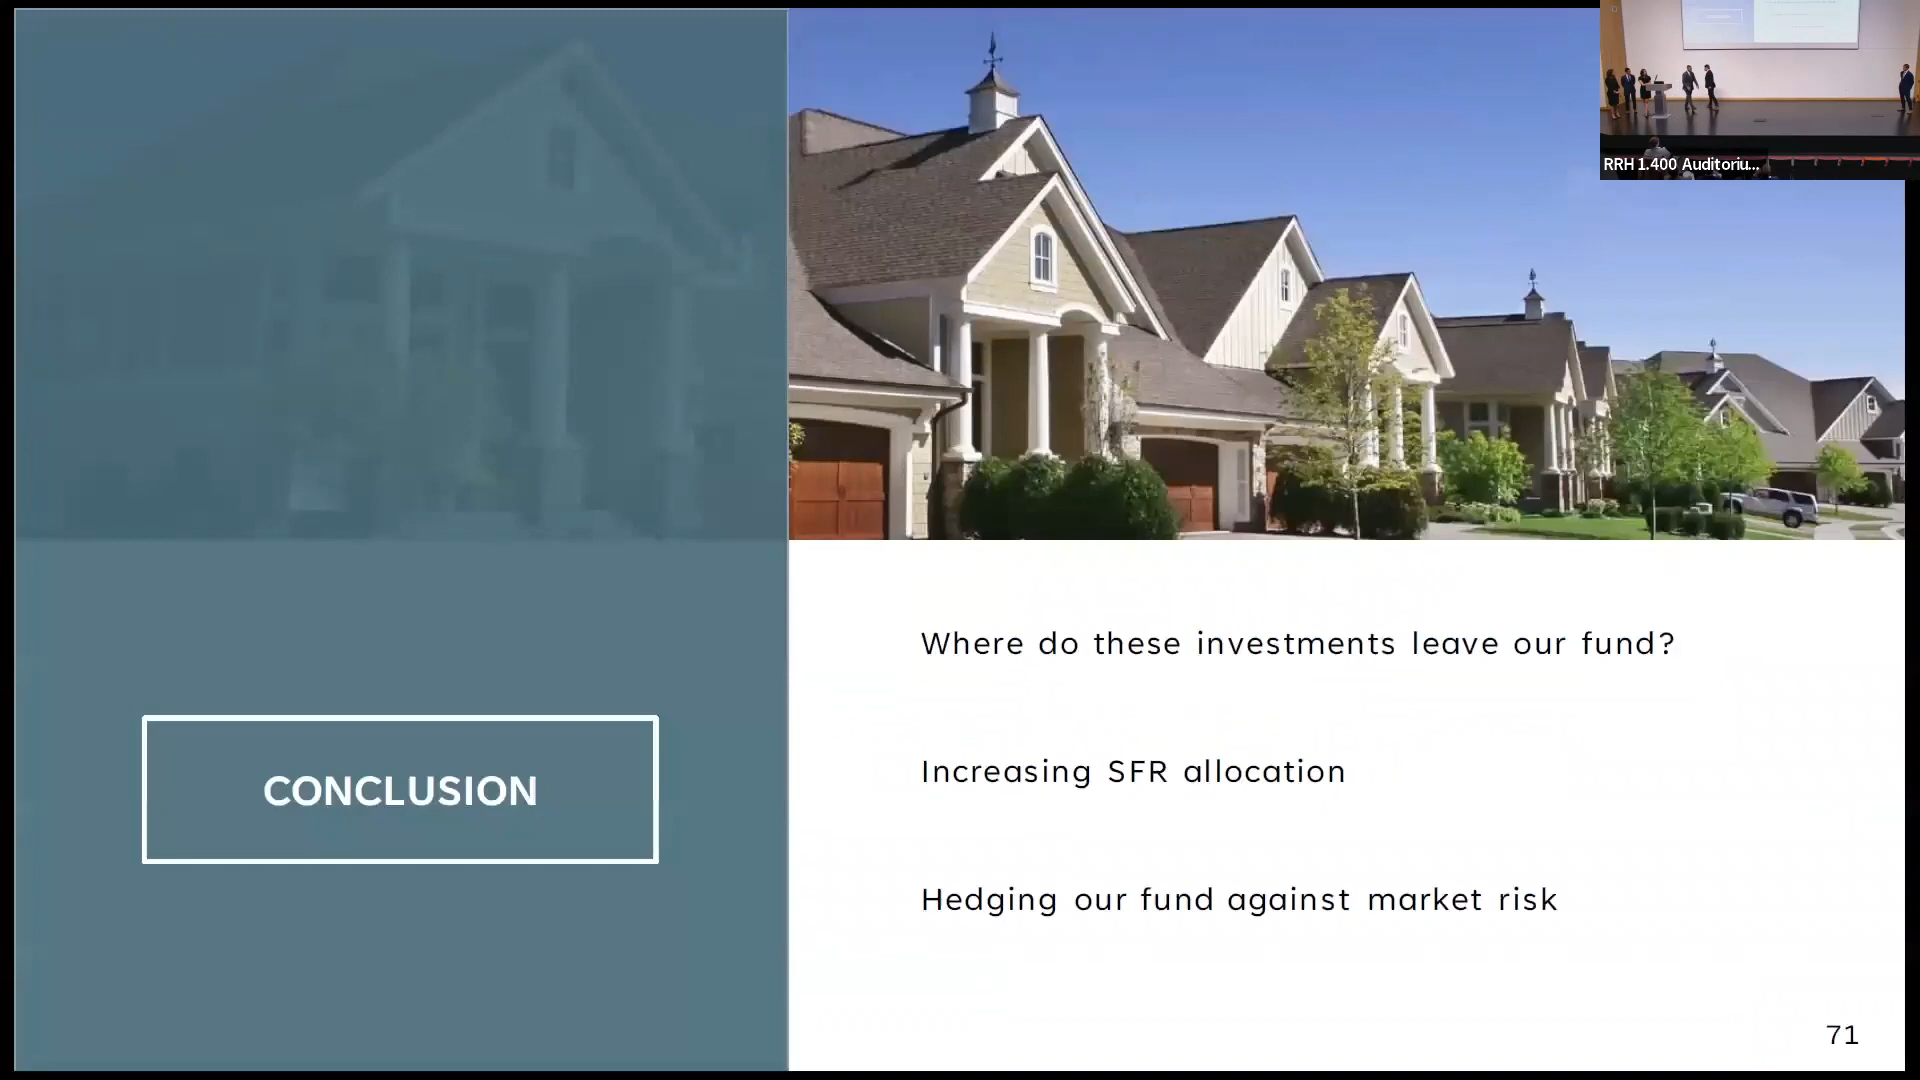 RRH 1.400 Auditoriu...
Where do these investments leave our fund?
Increasing SFR allocation
CONCLUSION
Hedging our fund against market risk
71